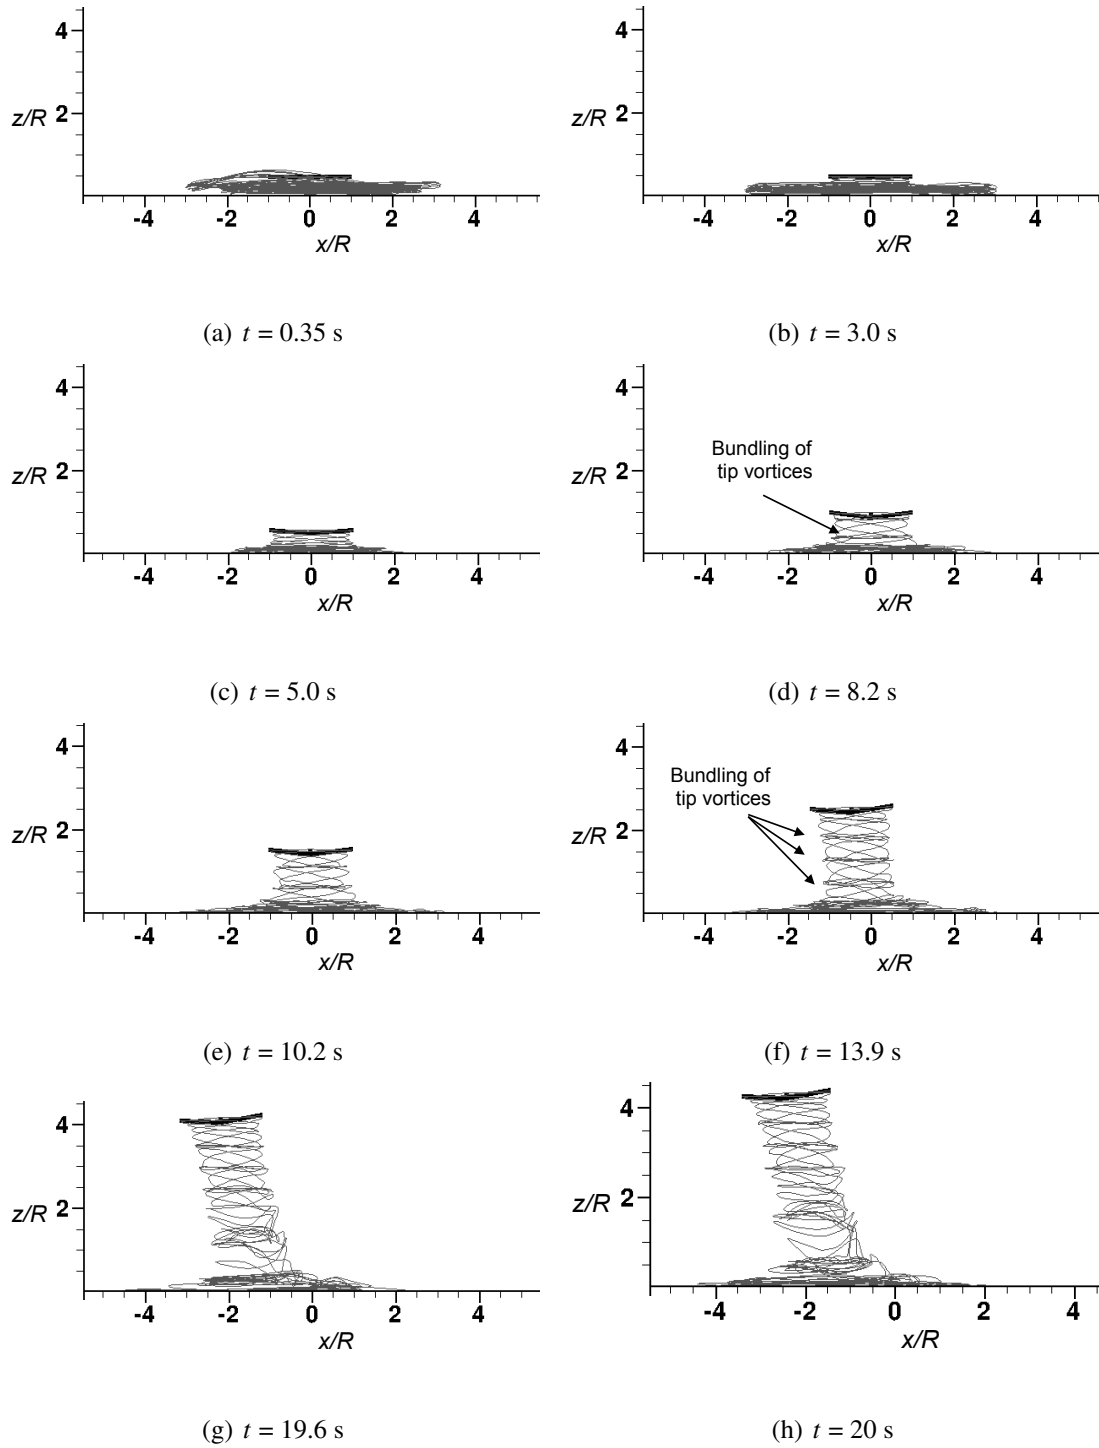 4
z/R 2
-4 -2 0 2 4
x/R
(a) t = 0.35 s
4
z/R 2
-4 -2 0 2 4
x/R
(b) t = 3.0 s
4
z/R 2
-4 -2 0 2 4
x/R
(c) t = 5.0 s
4
Bundling of
tip vortices
z/R 2
-4 -2 0 2 4
x/R
(d) t = 8.2 s
4
z/R 2
-4 -2 0 2 4
x/R
(e) t = 10.2 s
4
Bundling of
tip vortices
z/R 2
-4 -2 0 2 4
x/R
(f) t = 13.9 s
4
z/R 2
-4 -2 0 2 4
x/R
(g) t = 19.6 s
4
z/R 2
-4 -2 0 2 4
x/R
(h) t = 20 s